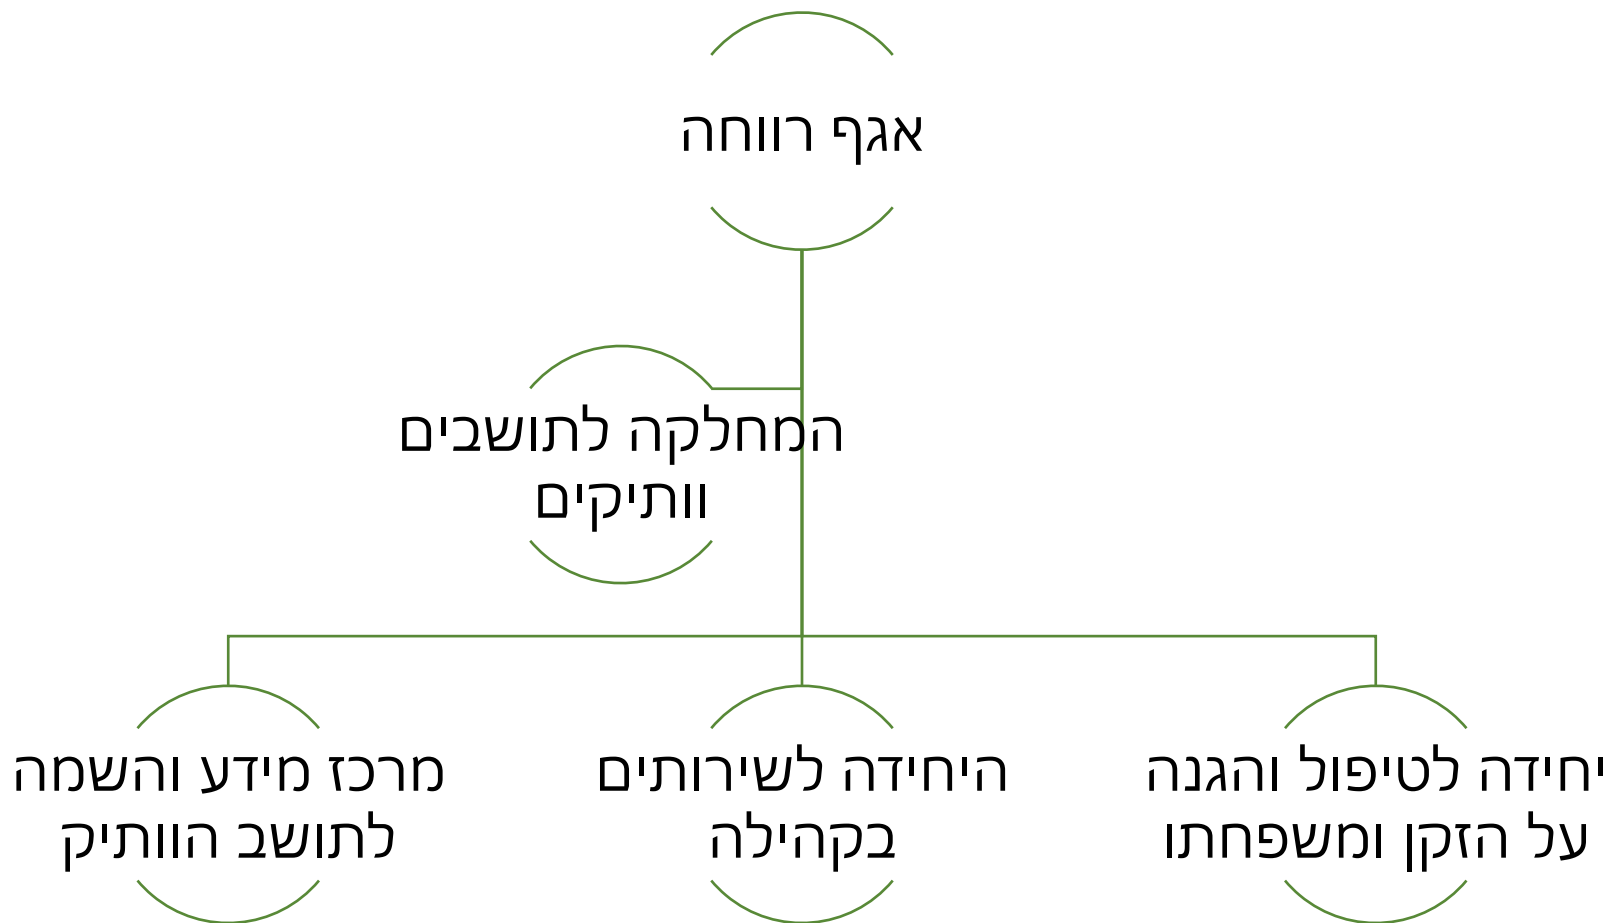 אגף רווחה
המחלקה לתושבים
וותיקים
יחידה לטיפול והגנה
על הזקן ומשפחתו
היחידה לשירותים
בקהילה
מרכז מידע והשמה
לתושב הוותיק